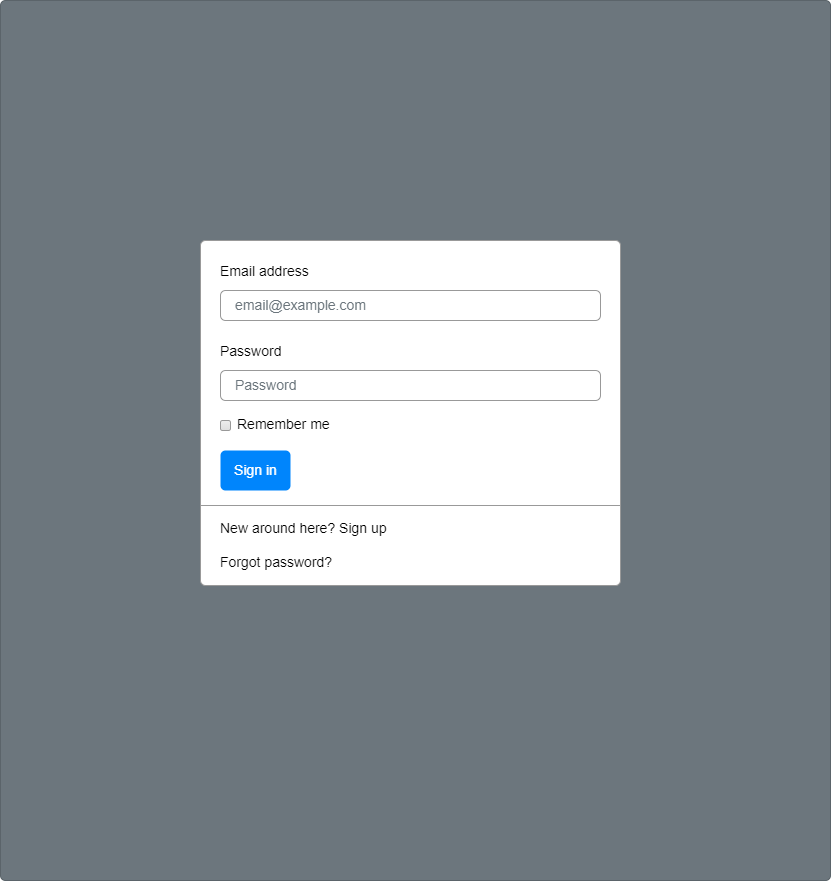 Email address
email@example.com
Password
Password
Remember me
Sign in
New around here? Sign up
Forgot password?